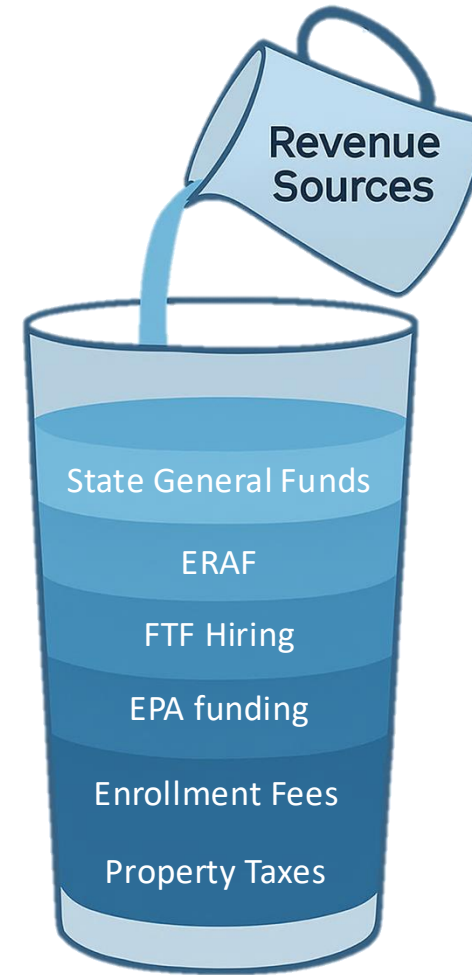 Revenue
Sources
State General Funds
ERAF
FTF Hiring
EPA funding
Enrollment Fees
Property Taxes